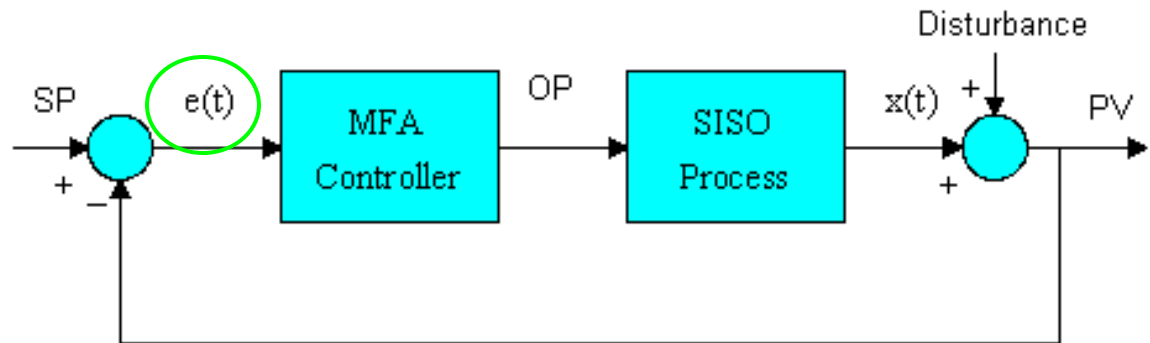 Disturbance
SP
e(t)
MFA
Controller
OP
SISO
Process
x(t)
+
PV
+
−
+